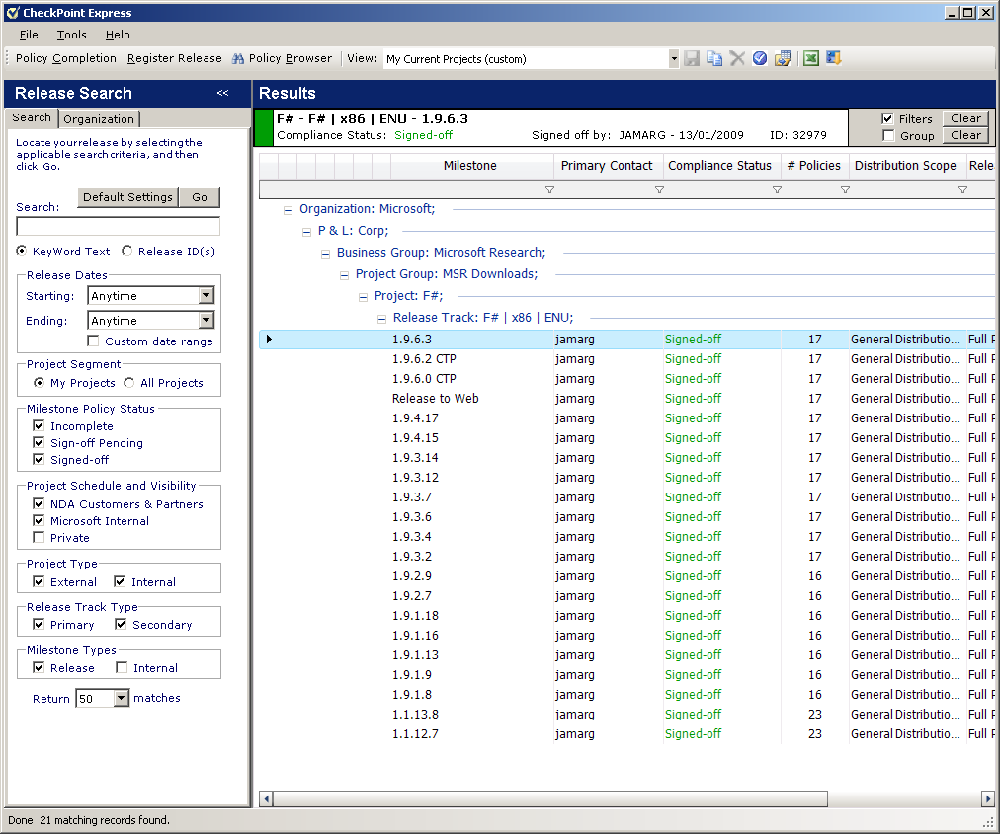 CheckPoint Express
File Tools Help
Policy Completion Register Release Policy Browser View: My Current Projects (custom)
Release Search <<
Search Organization
Locate your release by selecting the
applicable search criteria, and then
click Go.
Default Settings Go
Search:
KeyWord Text Release ID(s)
Release Dates
Starting: Anytime
Ending: Anytime
Custom date range
Project Segment
My Projects All Projects
Milestone Policy Status
Incomplete
Sign-off Pending
Signed-off
Project Schedule and Visibility
NDA Customers & Partners
Microsoft Internal
Private
Project Type
External Internal
Release Track Type
Primary Secondary
Milestone Types
Release Internal
Return 50 matches
Results
F# - F# | x86 | ENU - 1.9.6.3
Compliance Status: Signed-off Signed off by: JAMARG - 13/01/2009 ID: 32979
Filters Clear
Group Clear
Milestone Primary Contact Compliance Status # Policies Distribution Scope Rele
Organization: Microsoft;
P & L: Corp;
Business Group: Microsoft Research;
Project Group: MSR Downloads;
Project: F#;
Release Track: F# | x86 | ENU;
1.9.6.3 jamarg Signed-off 17 General Distributio... Full P
1.9.6.2 CTP jamarg Signed-off 17 General Distributio... Full P
1.9.6.0 CTP jamarg Signed-off 17 General Distributio... Full P
Release to Web jamarg Signed-off 17 General Distributio... Full P
1.9.4.17 jamarg Signed-off 17 General Distributio... Full P
1.9.4.15 jamarg Signed-off 17 General Distributio... Full P
1.9.3.14 jamarg Signed-off 17 General Distributio... Full P
1.9.3.12 jamarg Signed-off 17 General Distributio... Full P
1.9.3.7 jamarg Signed-off 17 General Distributio... Full P
1.9.3.6 jamarg Signed-off 17 General Distributio... Full P
1.9.3.4 jamarg Signed-off 17 General Distributio... Full P
1.9.3.2 jamarg Signed-off 17 General Distributio... Full P
1.9.2.9 jamarg Signed-off 16 General Distributio... Full P
1.9.2.7 jamarg Signed-off 16 General Distributio... Full P
1.9.1.18 jamarg Signed-off 16 General Distributio... Full P
1.9.1.16 jamarg Signed-off 16 General Distributio... Full P
1.9.1.13 jamarg Signed-off 16 General Distributio... Full P
1.9.1.9 jamarg Signed-off 16 General Distributio... Full P
1.9.1.8 jamarg Signed-off 16 General Distributio... Full P
1.1.13.8 jamarg Signed-off 23 General Distributio... Full P
1.1.12.7 jamarg Signed-off 23 General Distributio... Full P
Done 21 matching records found.